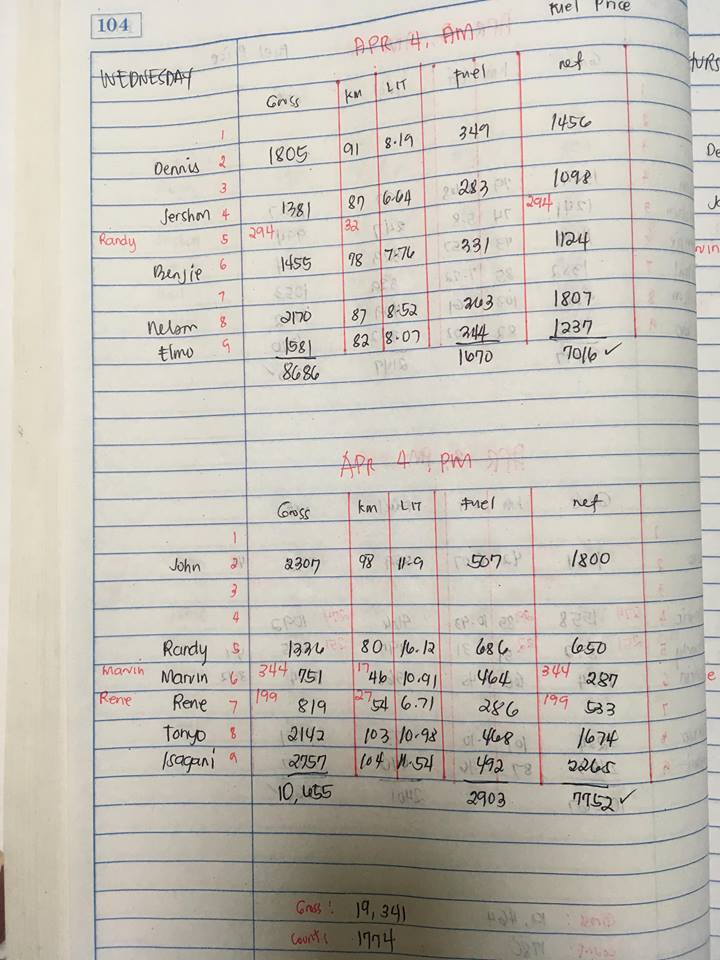 104
Fuel Price
APR 4, AM
WEDNESDAY
Gross KM LIT Fuel net
1
Dennis 2 1805 91 8.19 349 1456
3
Jershon 4 1381 87 6.64 283 1098
Randy 5 294 32 294
Benjie 6 1455 78 7.76 331 1124
7
Nelson 8 2170 87 8.52 363 1807
Elmo 9 1581 82 8.07 344 1237
8686 1670 7016 ✓
APR 4, PM
Gross km LIT Fuel net
1
John 2 2307 98 11.9 507 1800
3
4
Randy 5 1336 80 16.12 686 650
Marvin Marvin 6 344 751 17 46 10.91 464 344 287
Rene Rene 7 199 819 27 54 6.71 286 199 533
Tonyo 8 2142 103 10.98 468 1674
Isagani 9 2757 104 11.54 492 2265
10,655 2903 7752 ✓
Gross: 19,341
Counts: 1774